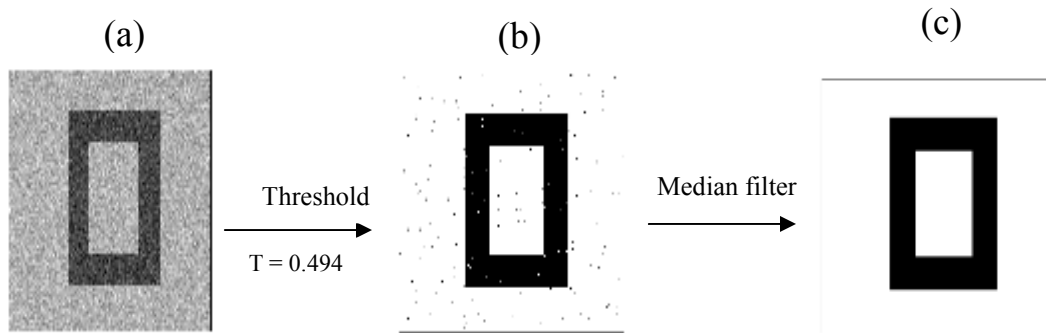 (a)
(b)
(c)
Threshold
T = 0.494
Median filter